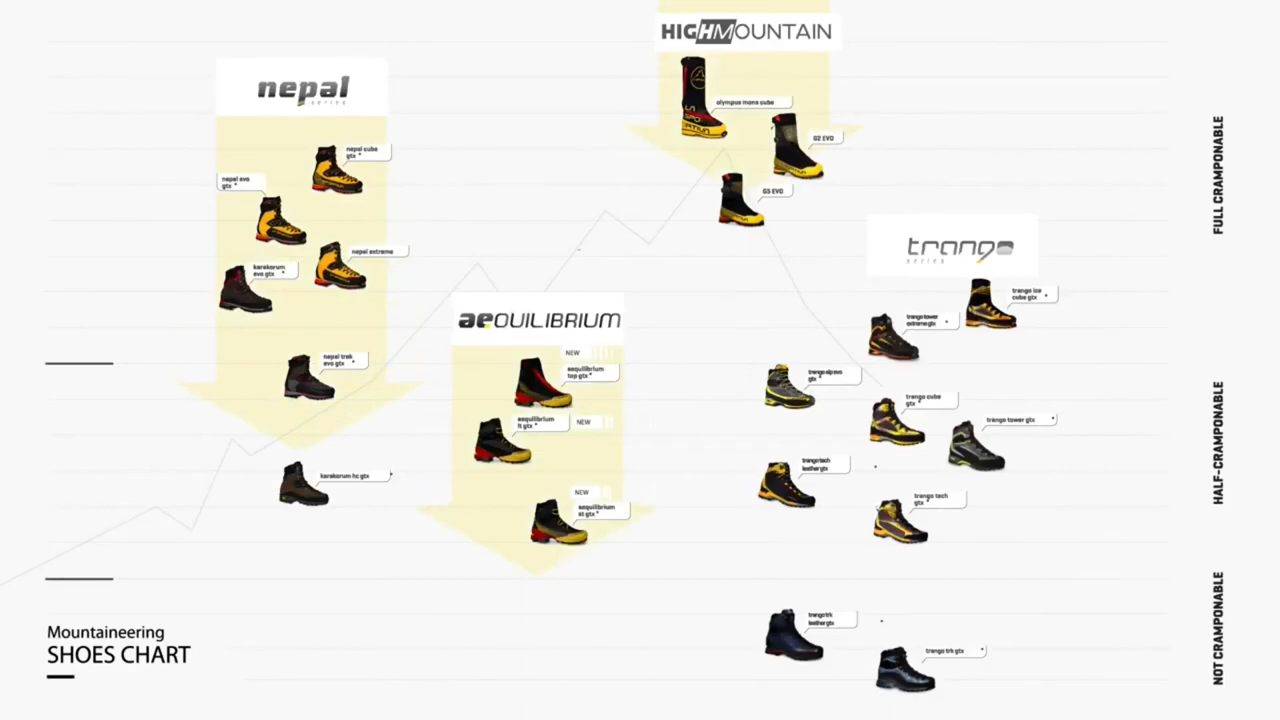 HIGHMOUNTAIN
olympus mons cube
G2 EVO
G5 EVO
nepal
series
nepal cube
gtx *
nepal evo
gtx *
nepal extreme
karakorum
evo gtx *
nepal trek
evo gtx *
karakorum hc gtx *
AEQUILIBRIUM
NEW
aequilibrium
top gtx *
aequilibrium
lt gtx *
NEW
NEW
aequilibrium
st gtx *
trango
series
trango ice
cube gtx *
trango tower
extreme gtx *
trango alp evo
gtx *
trango cube
gtx *
trango tower gtx *
trango tech
leather gtx
trango tech
gtx *
trango trk
leather gtx
trango trk gtx *
FULL CRAMPONABLE
HALF-CRAMPONABLE
NOT CRAMPONABLE
Mountaineering
SHOES CHART